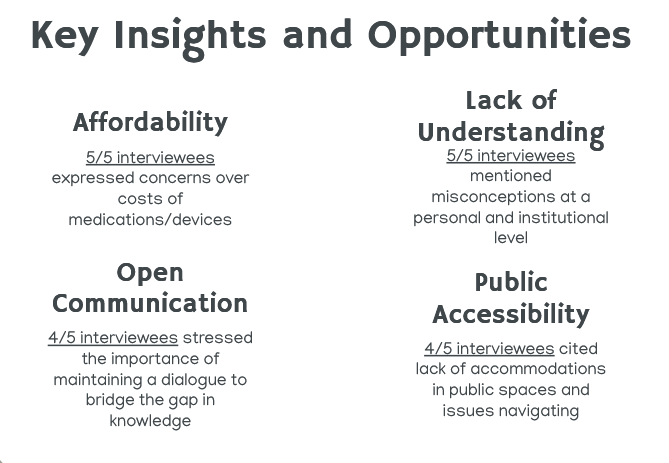 Key Insights and Opportunities
Affordability
5/5 interviewees
expressed concerns over
costs of
medications/devices
Lack of
Understanding
5/5 interviewees
mentioned
misconceptions at a
personal and institutional
level
Open
Communication
4/5 interviewees stressed
the importance of
maintaining a dialogue to
bridge the gap in
knowledge
Public
Accessibility
4/5 interviewees cited
lack of accommodations
in public spaces and
issues navigating